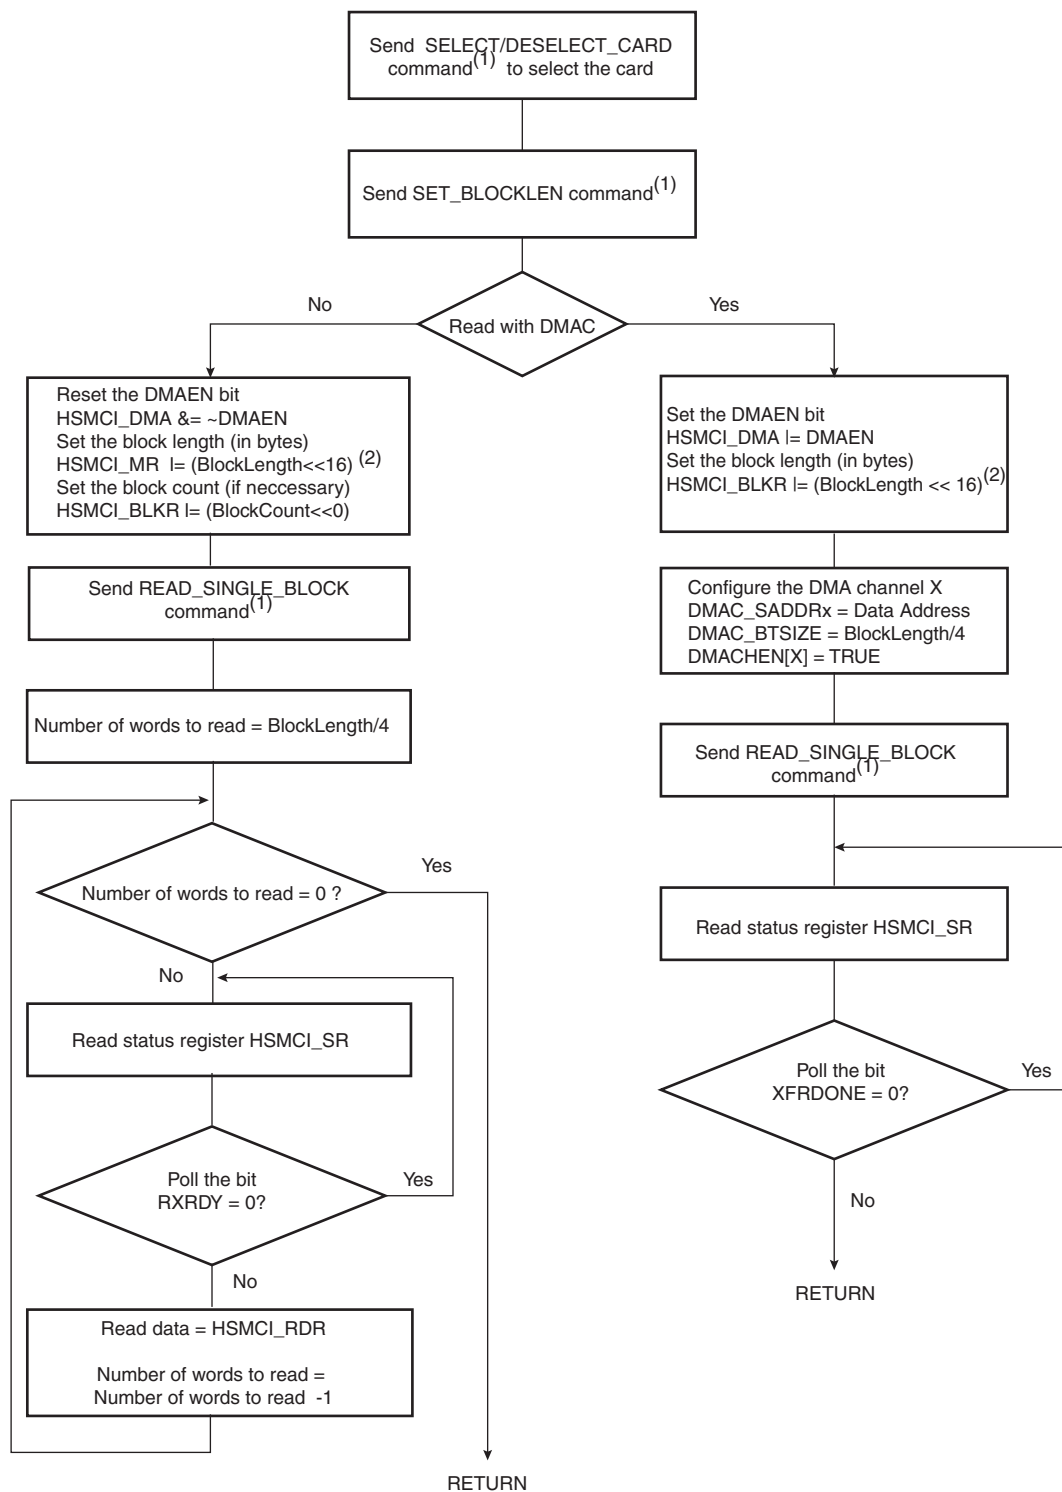 Send SELECT/DESELECT_CARD
command(1) to select the card
Send SET_BLOCKLEN command(1)
No
Yes
Read with DMAC
Reset the DMAEN bit
HSMCI_DMA &= ~DMAEN
Set the block length (in bytes)
HSMCI_MR |= (BlockLength<<16) (2)
Set the block count (if neccessary)
HSMCI_BLKR |= (BlockCount<<0)
Send READ_SINGLE_BLOCK
command(1)
Number of words to read = BlockLength/4
Number of words to read = 0 ?
Yes
No
Read status register HSMCI_SR
Poll the bit
RXRDY = 0?
Yes
No
Read data = HSMCI_RDR
Number of words to read =
Number of words to read -1
RETURN
Set the DMAEN bit
HSMCI_DMA |= DMAEN
Set the block length (in bytes)
HSMCI_BLKR |= (BlockLength << 16)(2)
Configure the DMA channel X
DMAC_SADDRx = Data Address
DMAC_BTSIZE = BlockLength/4
DMACHEN[X] = TRUE
Send READ_SINGLE_BLOCK
command(1)
Read status register HSMCI_SR
Poll the bit
XFRDONE = 0?
Yes
No
RETURN